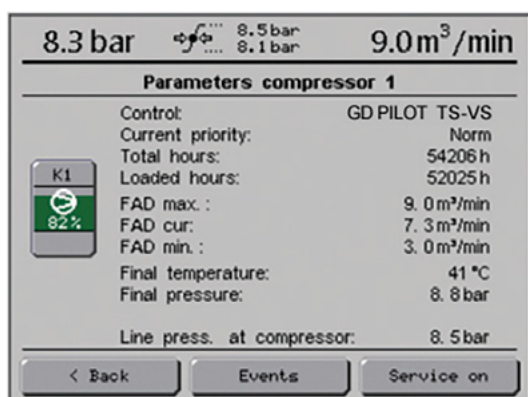 8.3 bar 8.5 bar 9.0 m³/min
8.1 bar
Parameters compressor 1
Control: GD PILOT TS-VS
Current priority: Norm
Total hours: 54206 h
K1 Loaded hours: 52025 h
FAD max. : 9. 0 m³/min
82% FAD cur: 7. 3 m³/min
FAD min. : 3. 0 m³/min
Final temperature: 41 °C
Final pressure: 8. 8 bar
Line press. at compressor: 8. 5 bar
< Back Events Service on